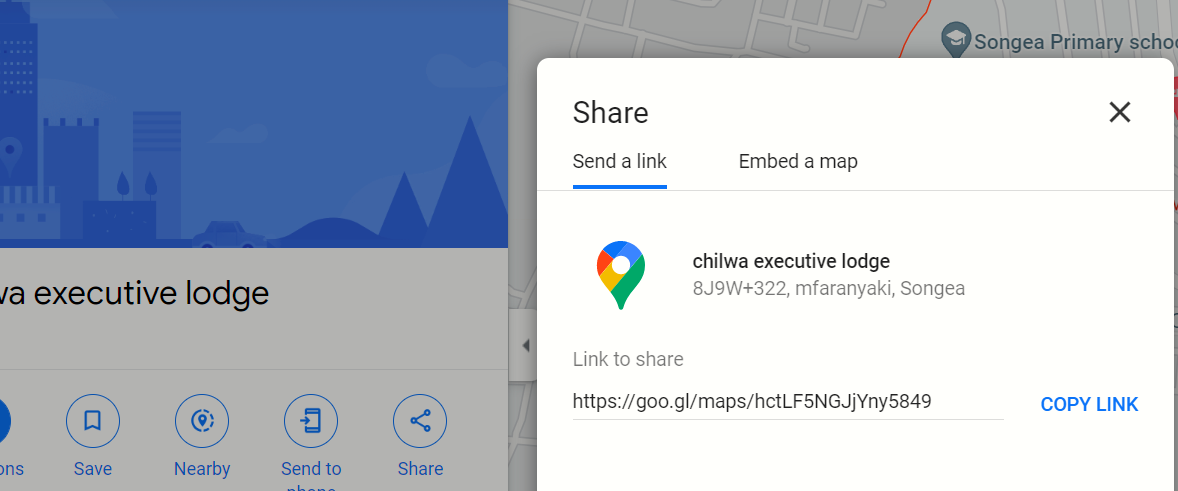 Songea Primary schoo
Share
Send a link
Embed a map
chilwa executive lodge
8J9W+322, mfaranyaki, Songea
Link to share
https://goo.gl/maps/hctLF5NGJjYny5849
COPY LINK
wa executive lodge
ons
Save
Nearby
Send to
Share